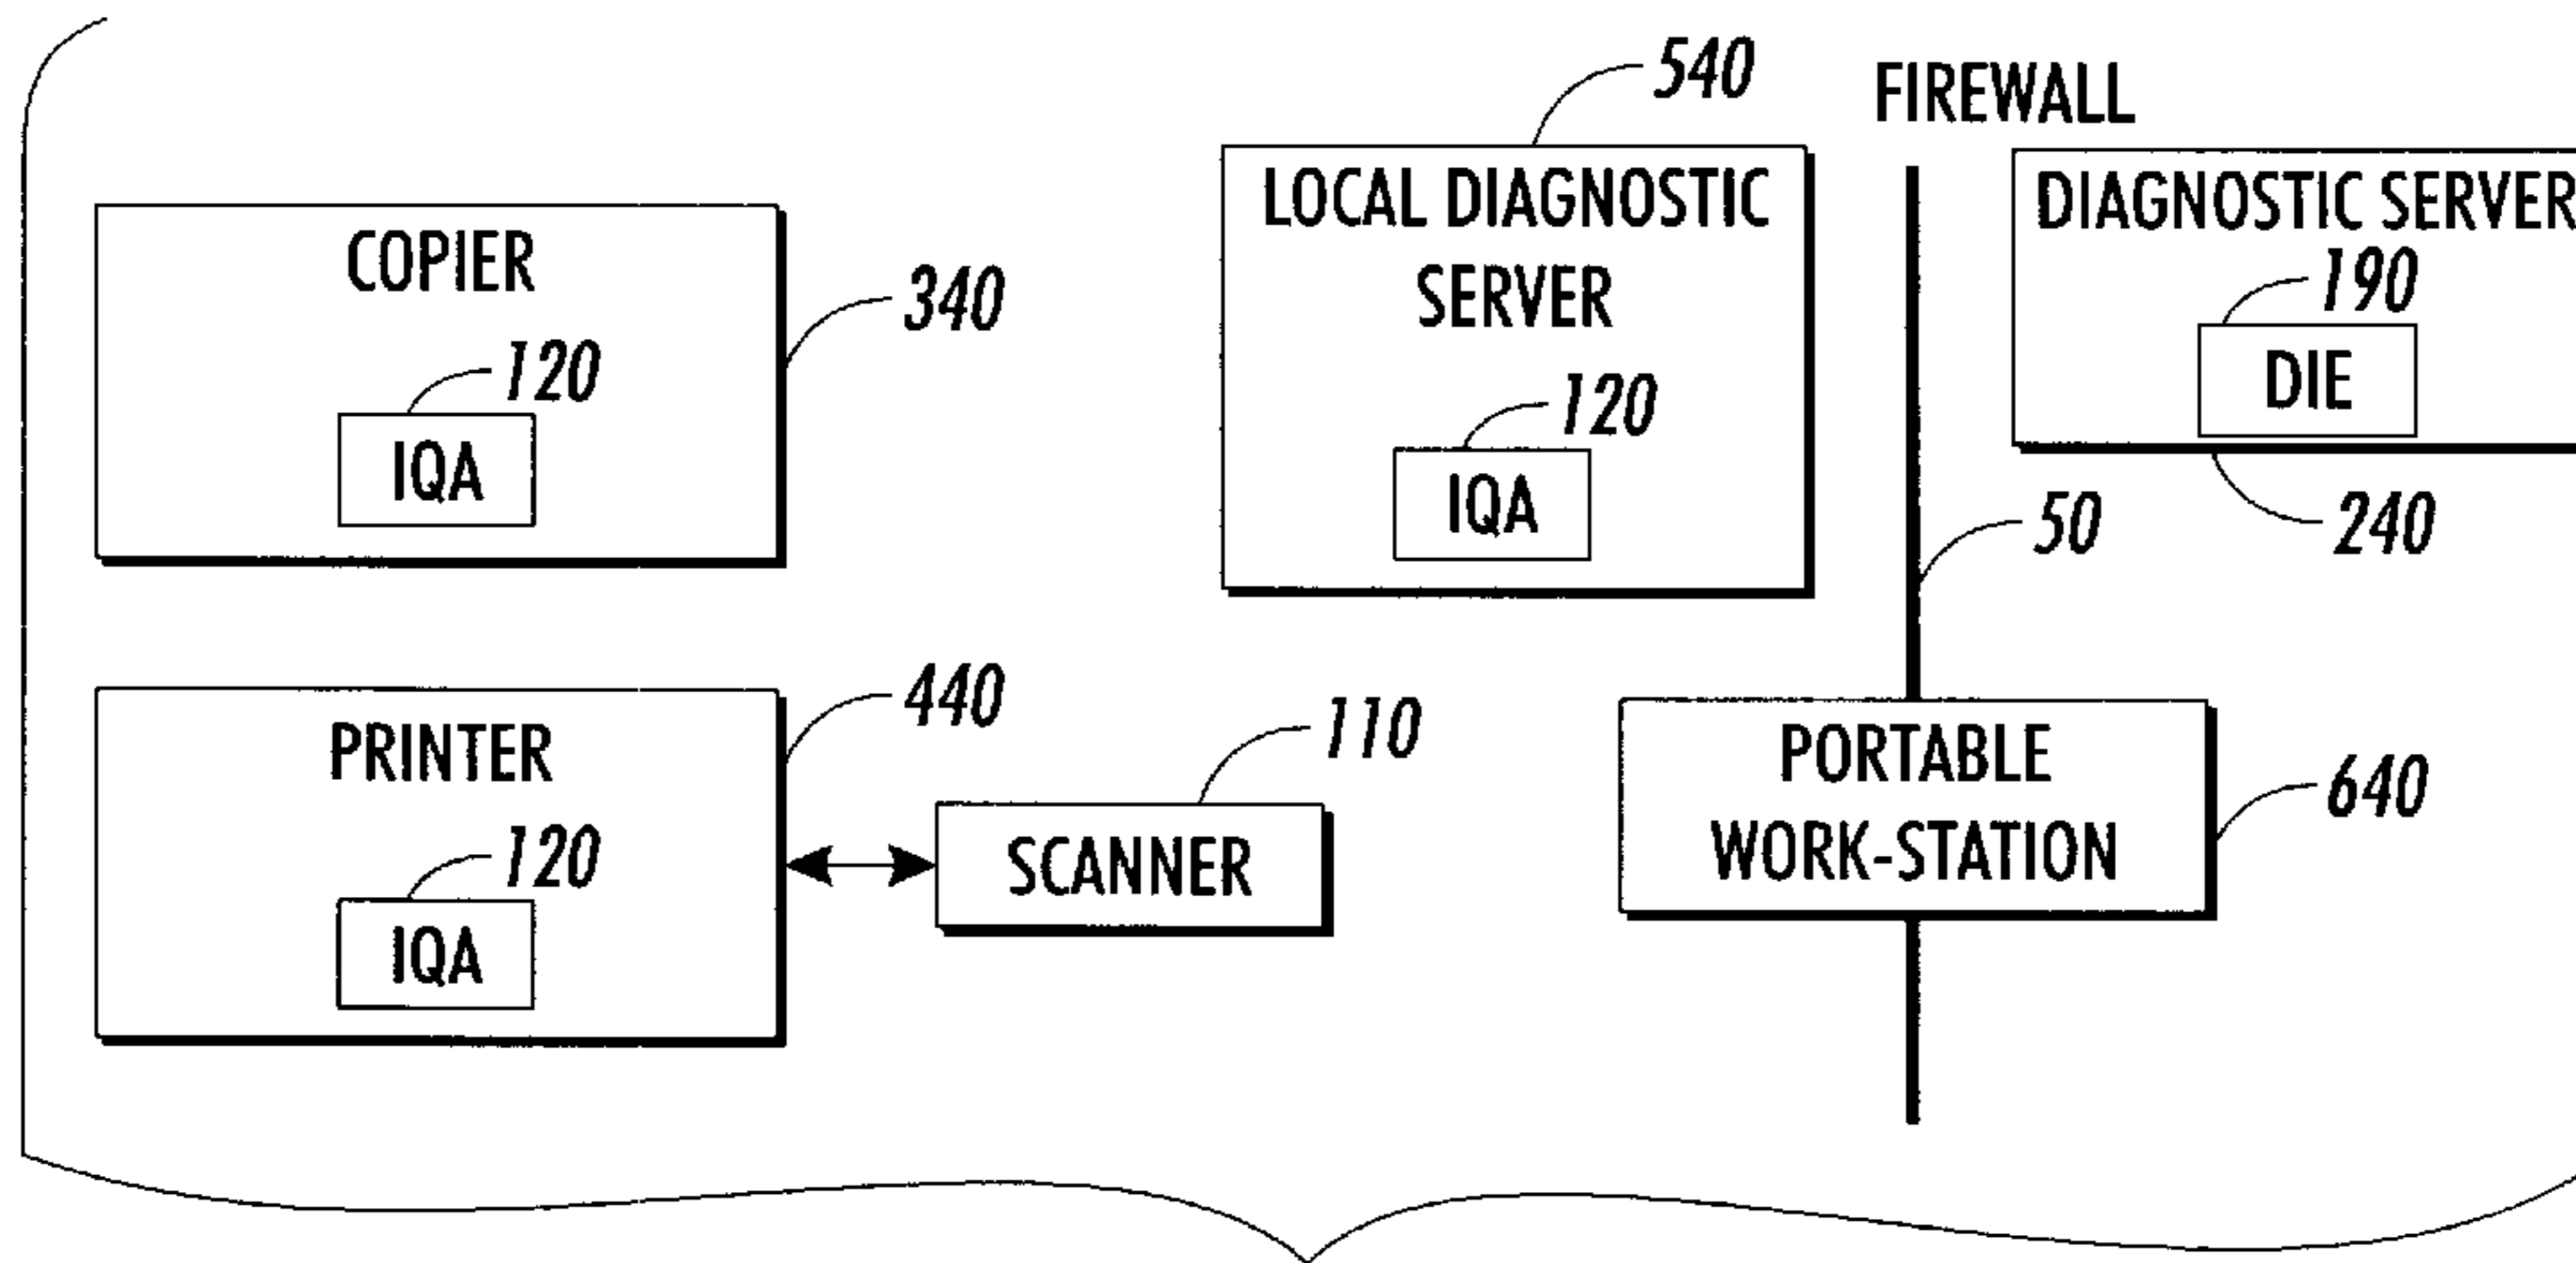 COPIER
340
120
IQA
540
LOCAL DIAGNOSTIC
SERVER
120
IQA
FIREWALL
50
DIAGNOSTIC SERVER
190
DIE
240
PRINTER
440
120
IQA
110
SCANNER
PORTABLE
WORK-STATION
640